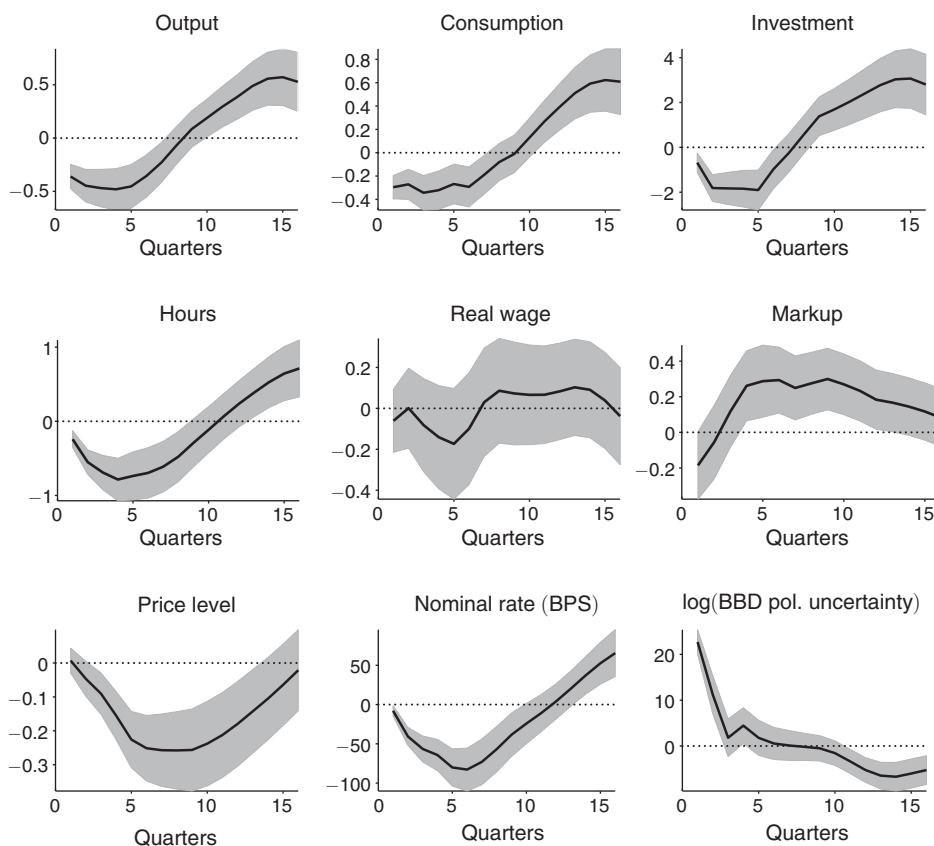 Output
0.5
0
−0.5
0 5 10 15
Quarters
Consumption
0.8
0.6
0.4
0.2
0
−0.2
−0.4
0 5 10 15
Quarters
Investment
4
2
0
−2
0 5 10 15
Quarters
Hours
1
0
−1
0 5 10 15
Quarters
Real wage
0.2
0
−0.2
−0.4
0 5 10 15
Quarters
Markup
0.4
0.2
0
−0.2
0 5 10 15
Quarters
Price level
0
−0.1
−0.2
−0.3
0 5 10 15
Quarters
Nominal rate (BPS)
50
0
−50
−100
0 5 10 15
Quarters
log(BBD pol. uncertainty)
20
10
0
0 5 10 15
Quarters